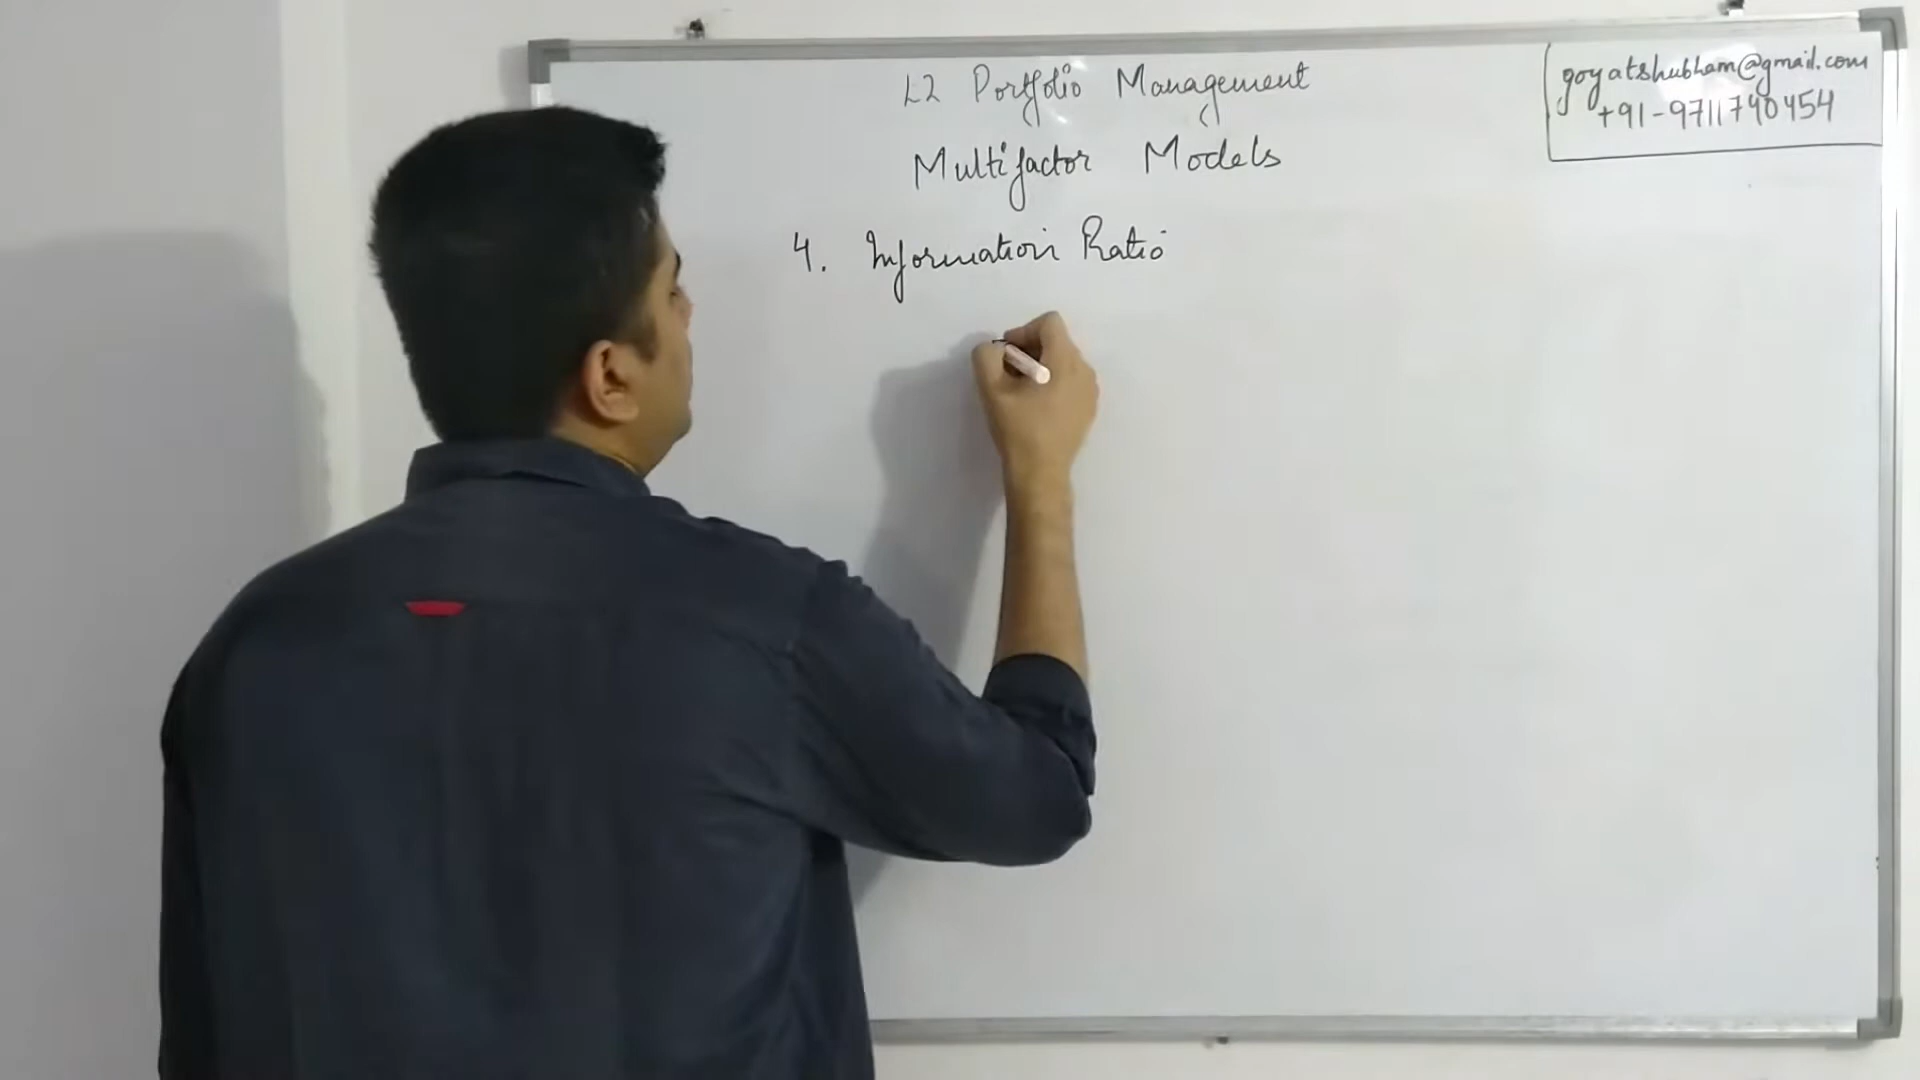 L2 Portfolio Management
Multifactor Models
4. Information Ratio
goyatshubham@gmail.com
+91-9711740454